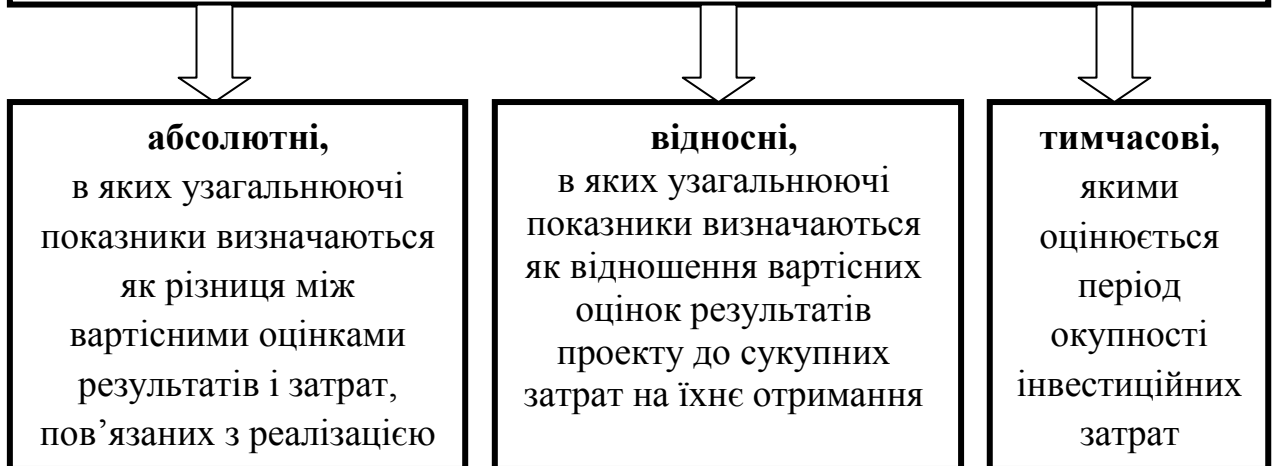 абсолютні,
в яких узагальнюючі
показники визначаються
як різниця між
вартісними оцінками
результатів і затрат,
пов’язаних з реалізацією
відносні,
в яких узагальнюючі
показники визначаються
як відношення вартісних
оцінок результатів
проекту до сукупних
затрат на їхнє отримання
тимчасові,
якими
оцінюється
період
окупності
інвестиційних
затрат